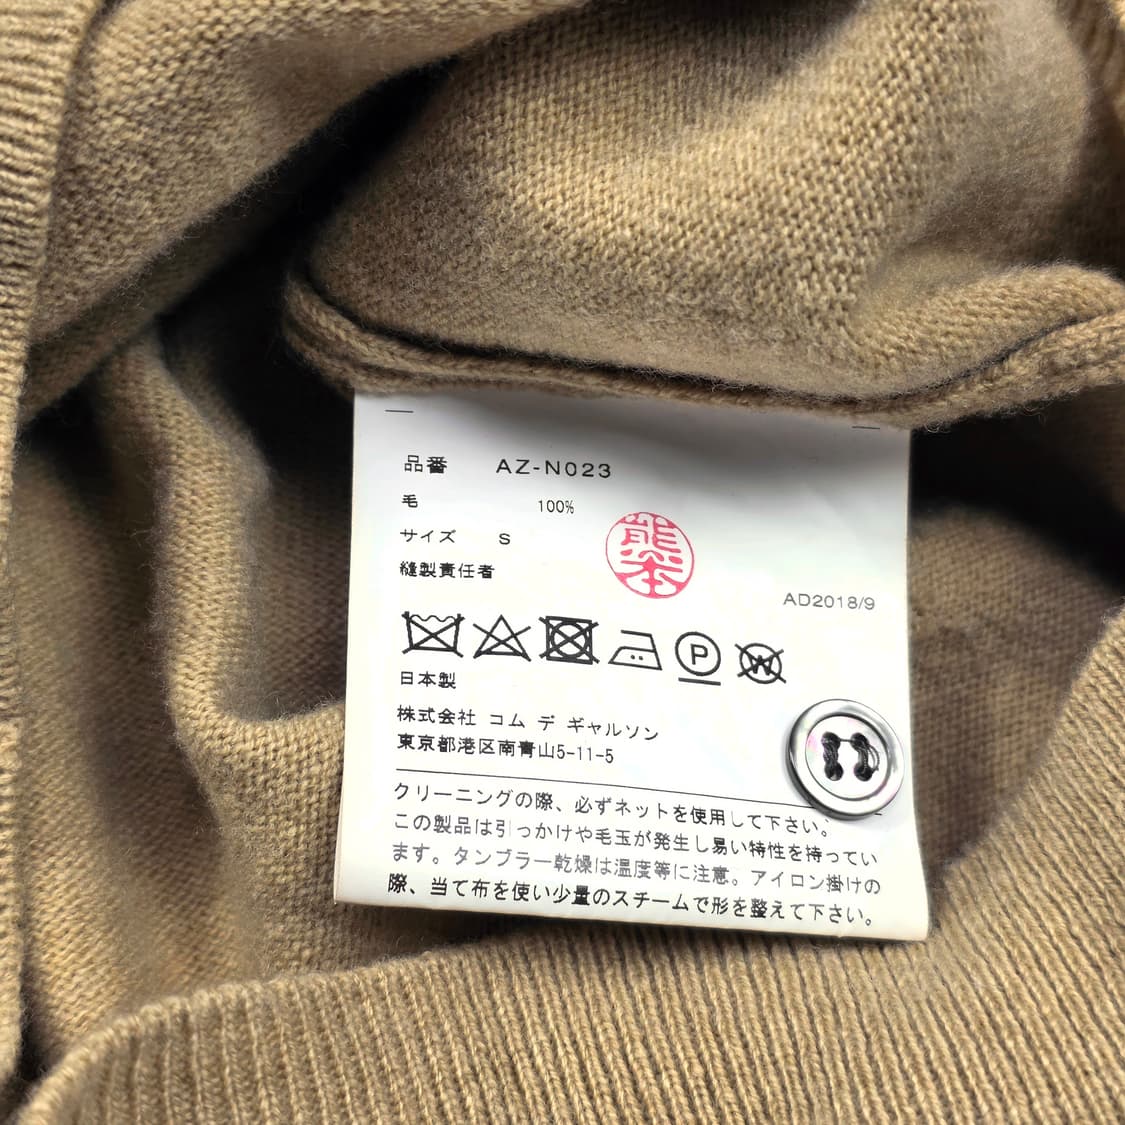 品番 AZ-N023
毛 100%
サイズ S
縫製責任者 熊本
AD2018/9
P W
日本製
株式会社 コム デ ギャルソン
東京都港区南青山5-11-5
クリーニングの際、必ずネットを使用して下さい。
この製品は引っかけや毛玉が発生し易い特性を持ってい
ます。タンブラー乾燥は温度等に注意。アイロン掛けの
際、当て布を使い少量のスチームで形を整えて下さい。